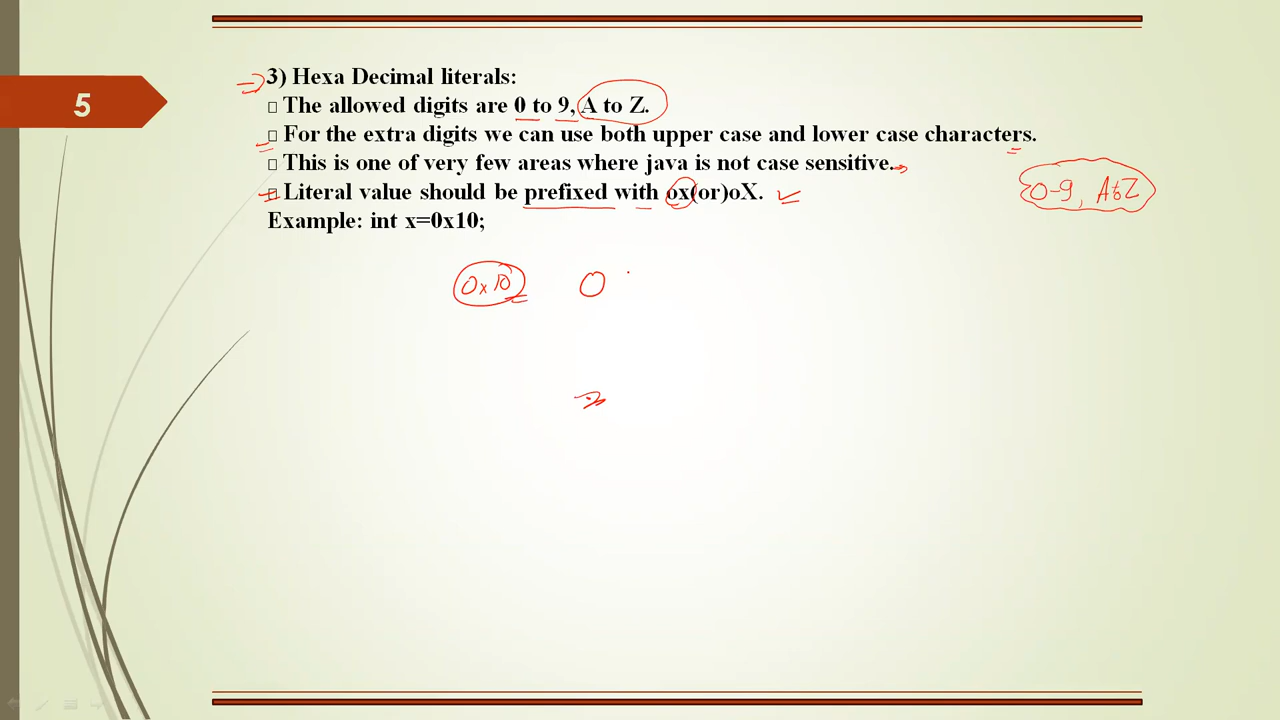 5
3) Hexa Decimal literals:
The allowed digits are 0 to 9, A to Z.
For the extra digits we can use both upper case and lower case characters.
This is one of very few areas where java is not case sensitive.
Literal value should be prefixed with ox(or)oX.
0-9, A to Z
Example: int x=0x10;
0x10 0